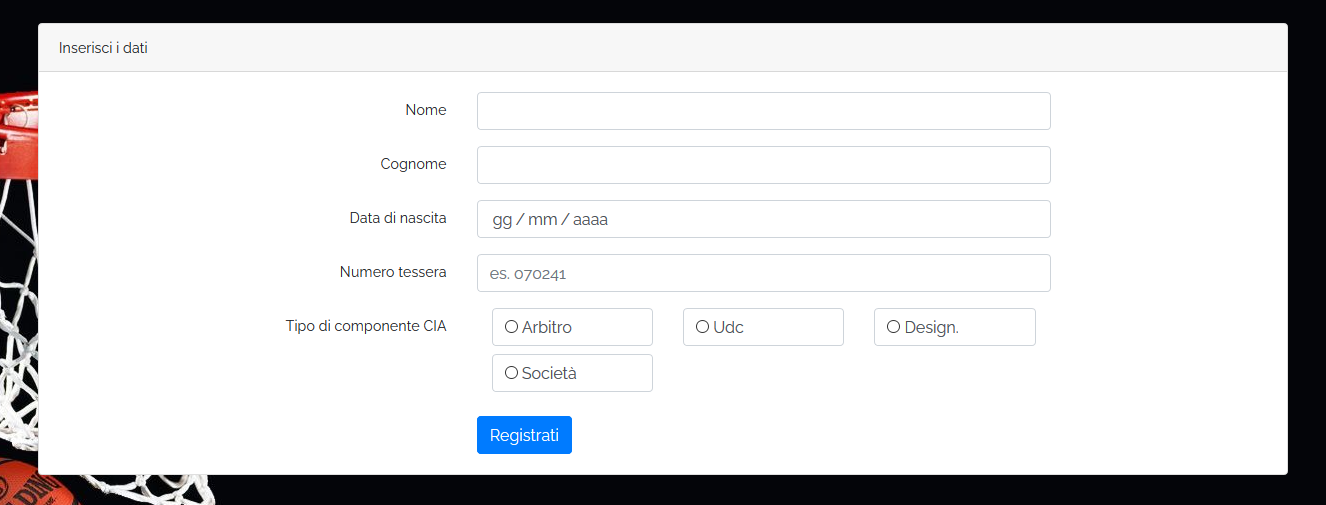 Inserisci i dati
Nome
Cognome
Data di nascita
gg / mm / aaaa
Numero tessera
es. 070241
Tipo di componente CIA
Arbitro
Udc
Design.
Società
Registrati